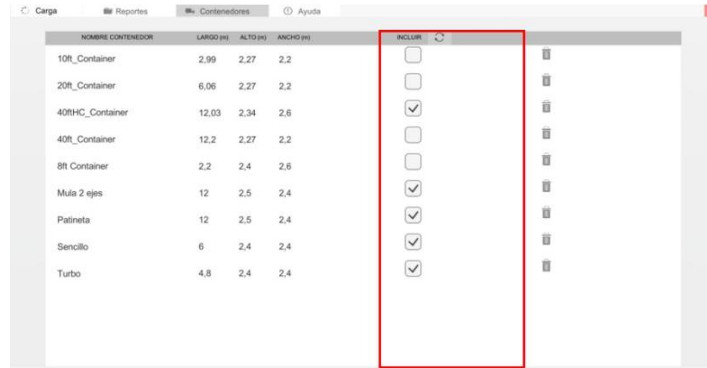 Carga Reportes Contenedores Ayuda
NOMBRE CONTENEDOR LARGO (m) ALTO (m) ANCHO (m) INCLUIR
10ft_Container 2,99 2,27 2,2
20ft_Container 6,06 2,27 2,2
40ftHC_Container 12,03 2,34 2,6
40ft_Container 12,2 2,27 2,2
8ft Container 2,2 2,4 2,6
Mula 2 ejes 12 2,5 2,4
Patineta 12 2,5 2,4
Sencillo 6 2,4 2,4
Turbo 4,8 2,4 2,4